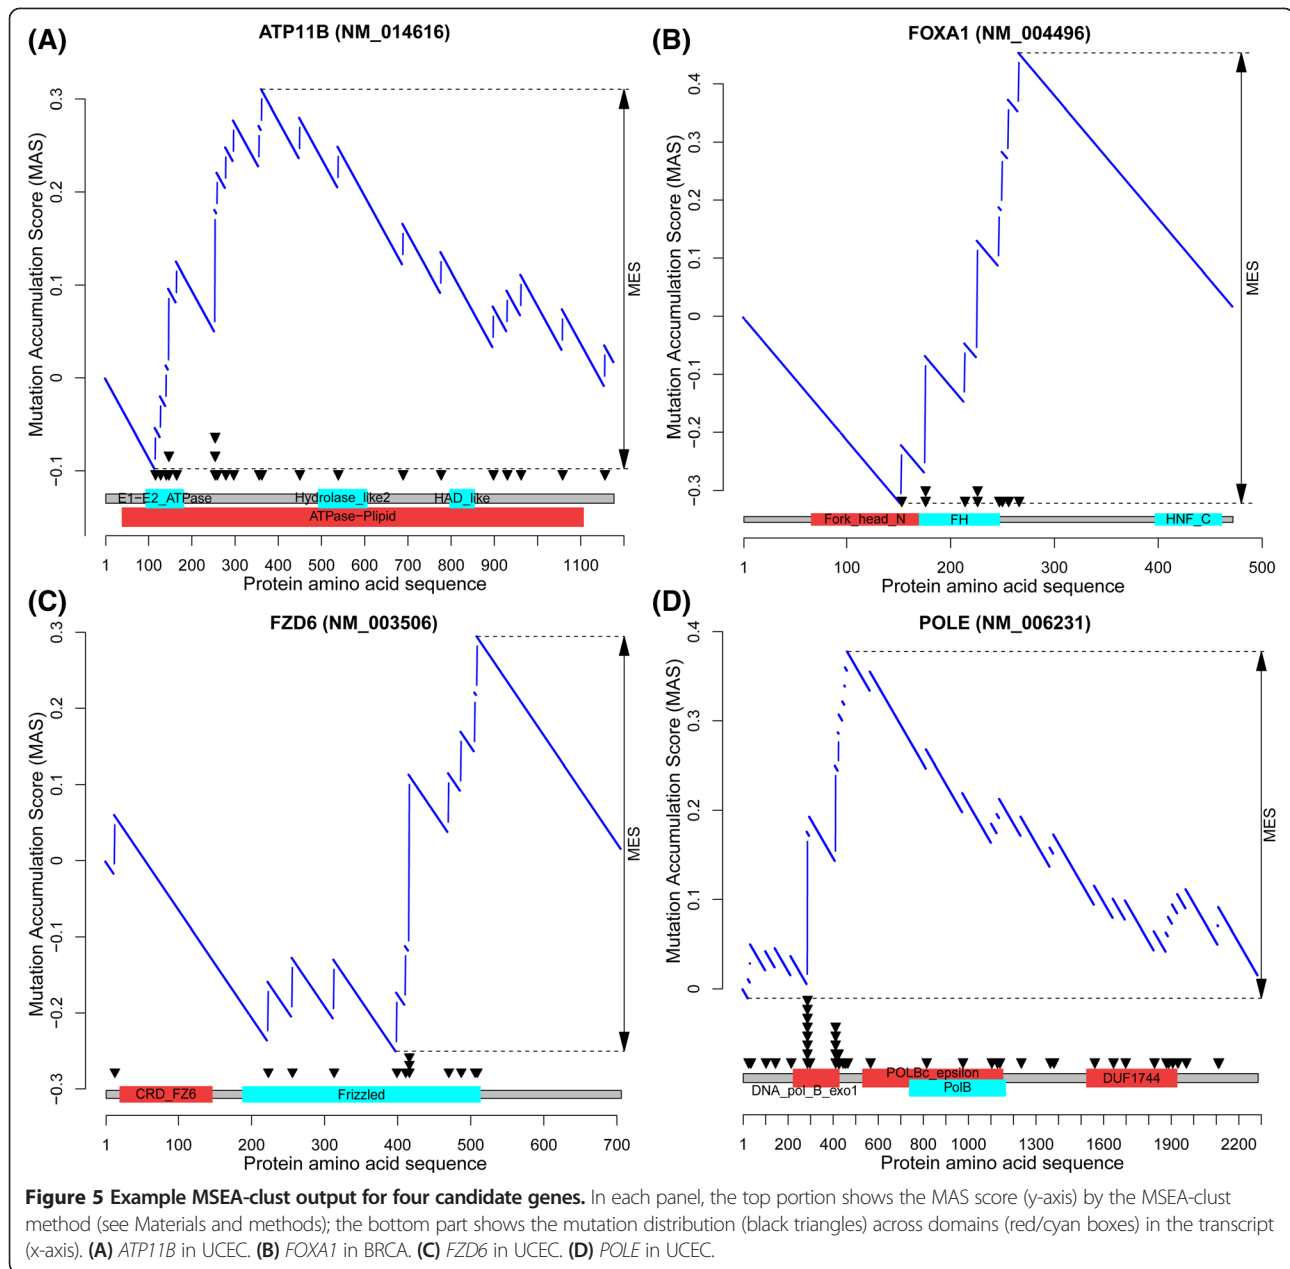 (A)
ATP11B (NM_014616)
Mutation Accumulation Score (MAS)
0.3
0.2
0.1
0
−0.1
MES
E1−E2_ATPase
Hydrolase_like2
HAD_like
ATPase−Plipid
1 100 200 300 400 500 600 700 800 900 1100
Protein amino acid sequence
(B)
FOXA1 (NM_004496)
Mutation Accumulation Score (MAS)
0.4
0.3
0.2
0.1
0
−0.1
−0.2
−0.3
MES
Fork_head_N
FH
HNF_C
1 100 200 300 400 500
Protein amino acid sequence
(C)
FZD6 (NM_003506)
Mutation Accumulation Score (MAS)
0.3
0.2
0.1
0
−0.1
−0.2
−0.3
MES
CRD_FZ6
Frizzled
1 100 200 300 400 500 600 700
Protein amino acid sequence
(D)
POLE (NM_006231)
Mutation Accumulation Score (MAS)
0.4
0.3
0.2
0.1
0
MES
DNA_pol_B_exo1
POLBc_epsilon
PolB
DUF1744
1 200 400 600 800 1000 1300 1600 1900 2200
Protein amino acid sequence
Figure 5 Example MSEA-clust output for four candidate genes. In each panel, the top portion shows the MAS score (y-axis) by the MSEA-clust
method (see Materials and methods); the bottom part shows the mutation distribution (black triangles) across domains (red/cyan boxes) in the transcript
(x-axis). (A) ATP11B in UCEC. (B) FOXA1 in BRCA. (C) FZD6 in UCEC. (D) POLE in UCEC.